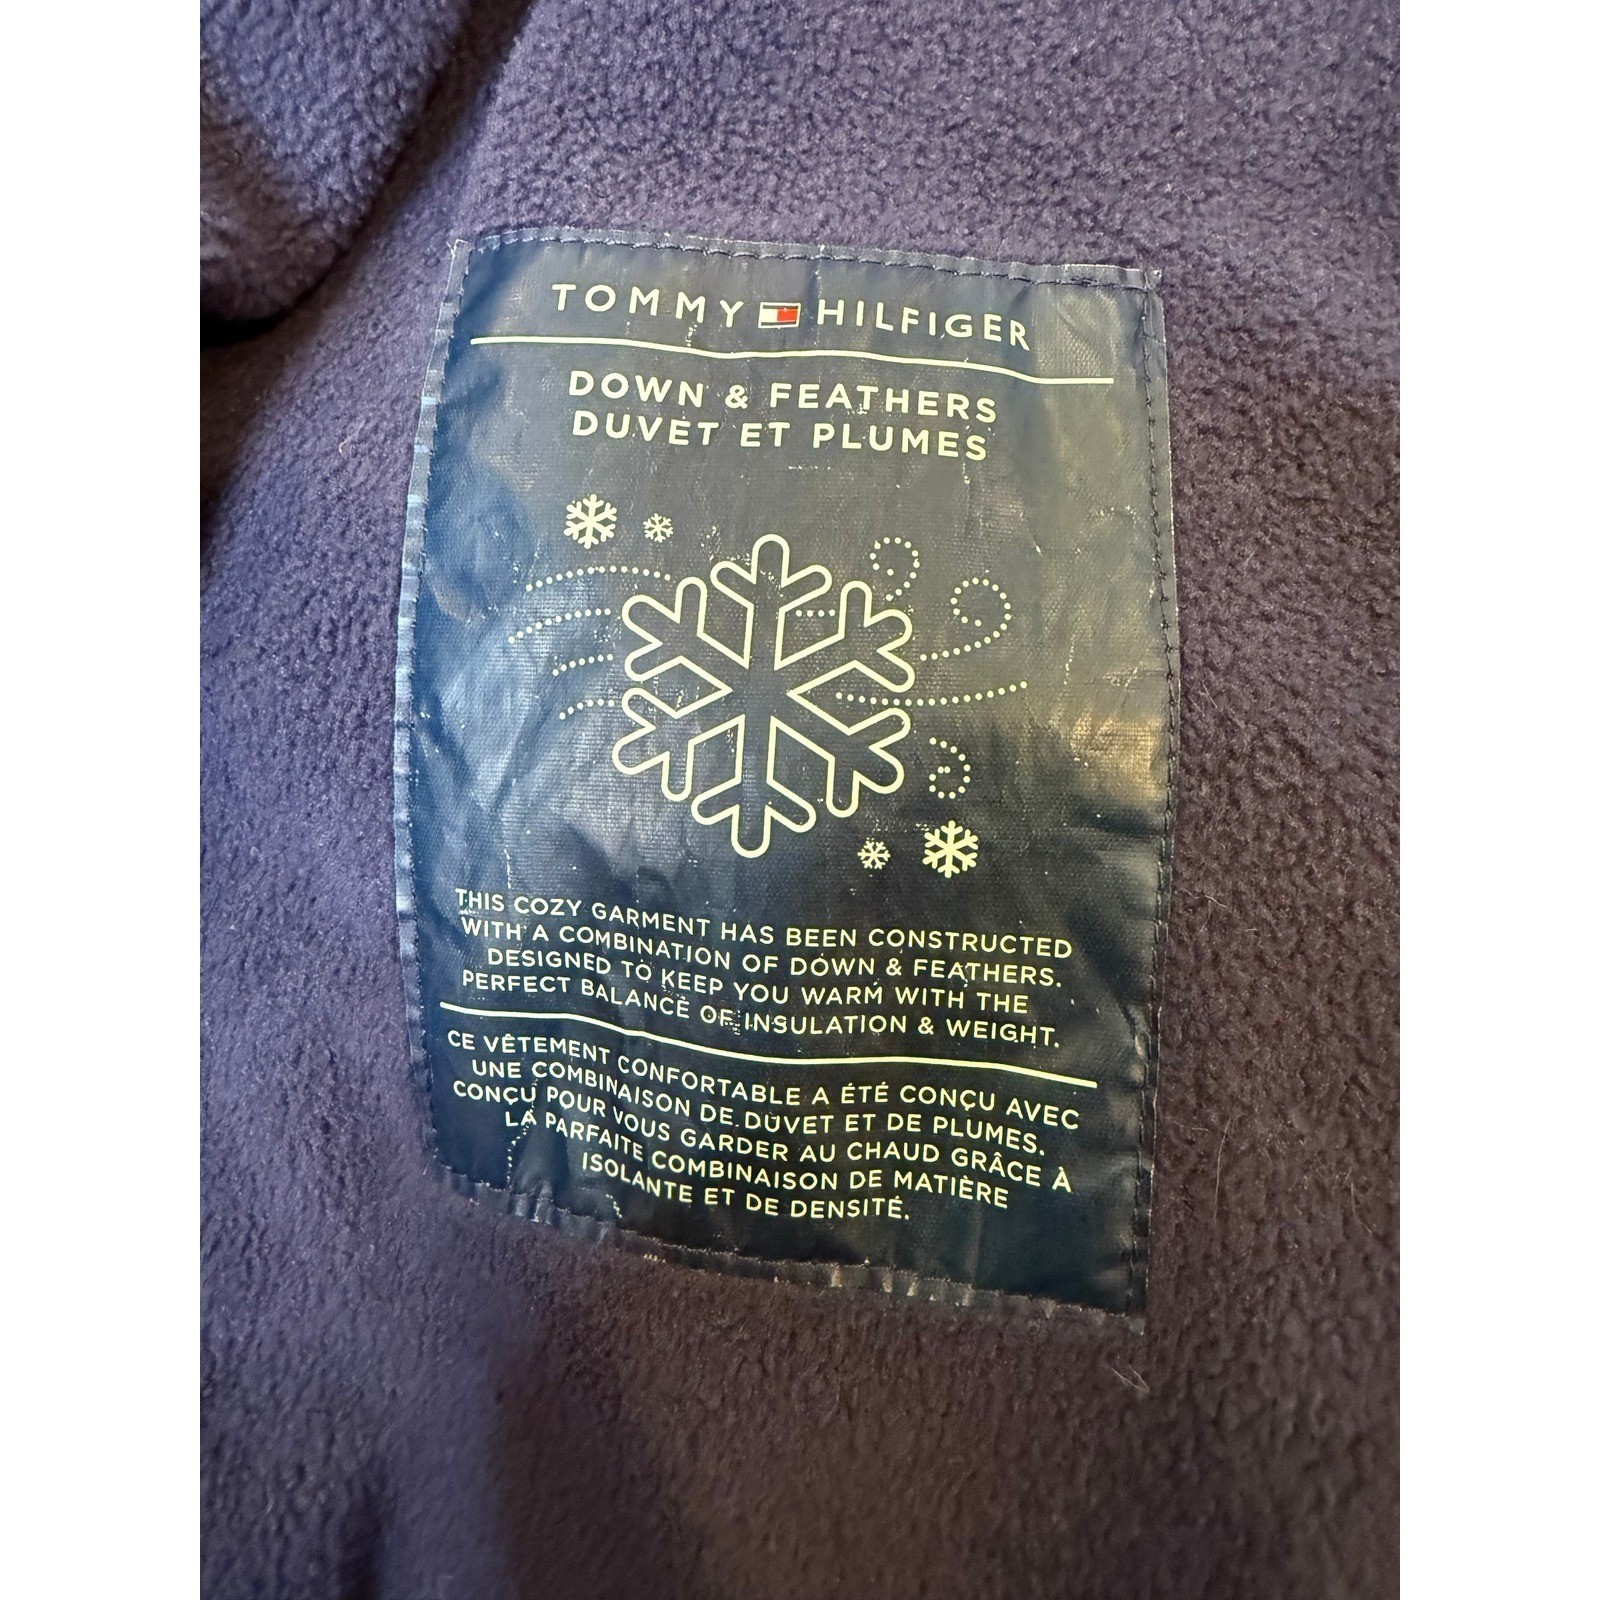 TOMMY HILFIGER
DOWN & FEATHERS
DUVET ET PLUMES
THIS COZY GARMENT HAS BEEN CONSTRUCTED
WITH A COMBINATION OF DOWN & FEATHERS.
DESIGNED TO KEEP YOU WARM WITH THE
PERFECT BALANCE OF INSULATION & WEIGHT.
CE VÊTEMENT CONFORTABLE A ÉTÉ CONÇU AVEC
UNE COMBINAISON DE DUVET ET DE PLUMES.
CONÇU POUR VOUS GARDER AU CHAUD GRÂCE À
LA PARFAITE COMBINAISON DE MATIÈRE
ISOLANTE ET DE DENSITÉ.